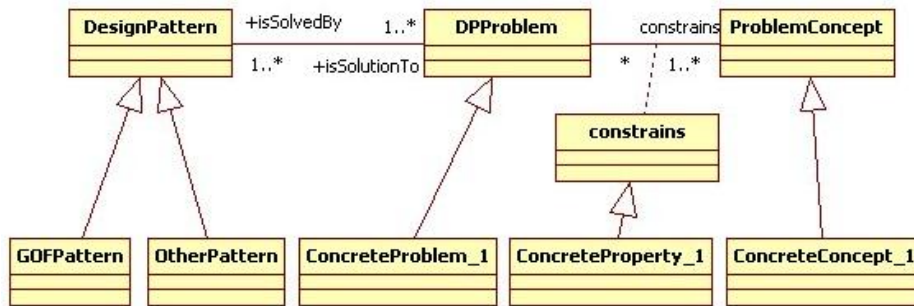 DesignPattern
+isSolvedBy
1..*
DPProblem
constrains
ProblemConcept
1..*
+isSolutionTo
*
1..*
constrains
GOFPattern
OtherPattern
ConcreteProblem_1
ConcreteProperty_1
ConcreteConcept_1